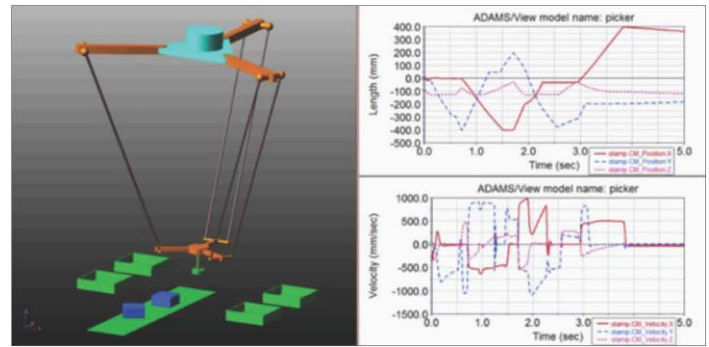 ADAMS/View model name: picker
400.0
300.0
200.0
100.0
0.0
-100.0
-200.0
-300.0
-400.0
-500.0
Length (mm)
0.0 1.0 2.0 3.0 4.0 5.0
Time (sec)
stamp.CM_Position.X
stamp.CM_Position.Y
stamp.CM_Position.Z
ADAMS/View model name: picker
1000.0
500.0
0.0
-500.0
-1000.0
-1500.0
Velocity (mm/sec)
0.0 1.0 2.0 3.0 4.0 5.0
Time (sec)
stamp.CM_Velocity.X
stamp.CM_Velocity.Y
stamp.CM_Velocity.Z